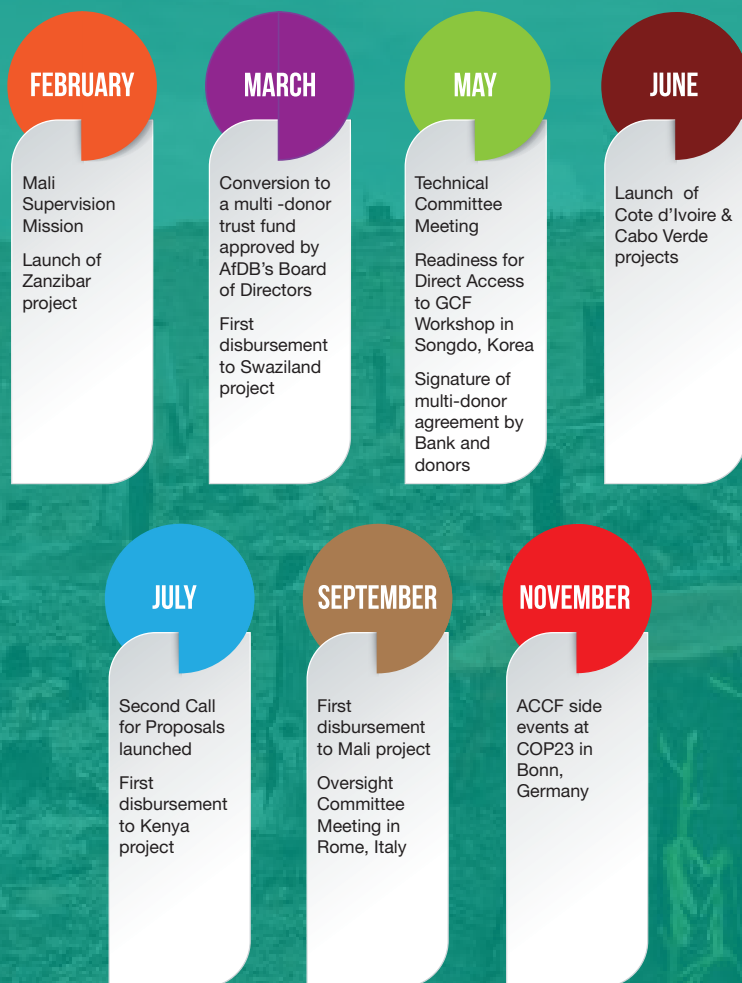 FEBRUARY
Mali
Supervision
Mission
Launch of
Zanzibar
project
MARCH
Conversion to
a multi -donor
trust fund
approved by
AfDB's Board
of Directors
First
disbursement
to Swaziland
project
MAY
Technical
Committee
Meeting
Readiness for
Direct Access
to GCF
Workshop in
Songdo, Korea
Signature of
multi-donor
agreement by
Bank and
donors
JUNE
Launch of
Cote d'Ivoire &
Cabo Verde
projects
JULY
Second Call
for Proposals
launched
First
disbursement
to Kenya
project
SEPTEMBER
First
disbursement
to Mali project
Oversight
Committee
Meeting in
Rome, Italy
NOVEMBER
ACCF side
events at
COP23 in
Bonn,
Germany